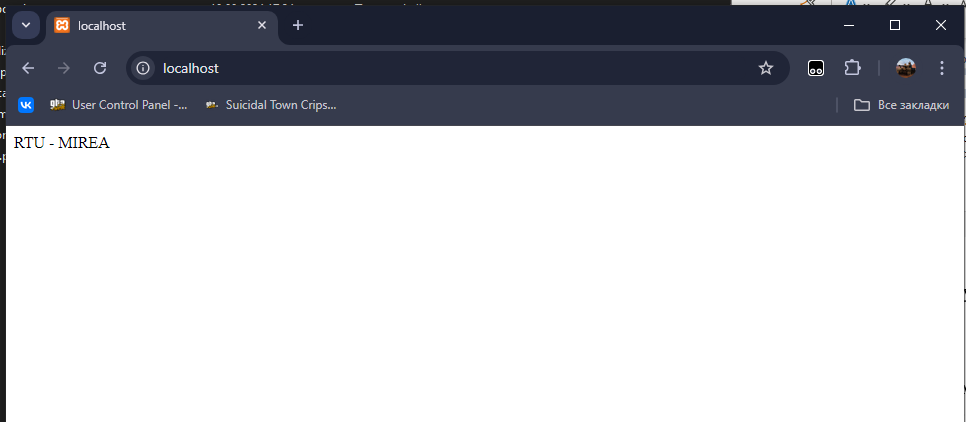 localhost
localhost
User Control Panel -...
Suicidal Town Crips...
Все закладки
RTU - MIREA